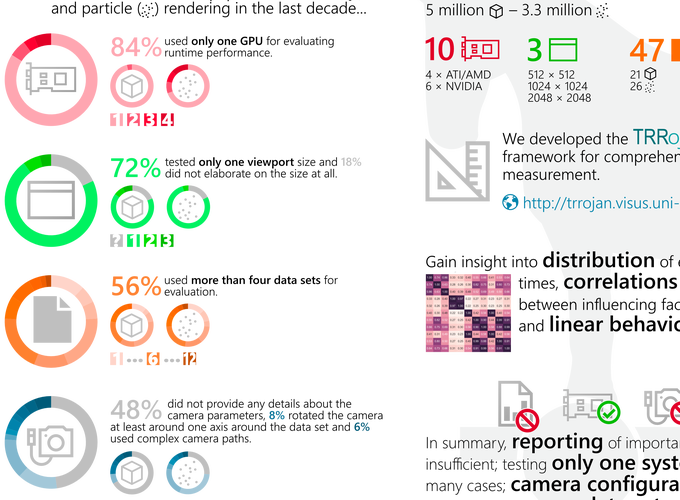 and particle ( ) rendering in the last decade...
84% used only one GPU for evaluating
runtime performance.
1 2 3 4
72% tested only one viewport size and 18%
did not elaborate on the size at all.
? 1 2 3
56% used more than four data sets for
evaluation.
1 ••• 6 ••• 12
48% did not provide any details about the
camera parameters, 8% rotated the camera
at least around one axis around the data set and 6%
used complex camera paths.
5 million – 3.3 million
10 3 47
4 × ATI/AMD
6 × NVIDIA
512 × 512
1024 × 1024
2048 × 2048
21
26
We developed the TRRoj
framework for comprehen
measurement.
http://trrojan.visus.uni-
Gain insight into distribution of e
times, correlations
between influencing fac
and linear behavio
In summary, reporting of importa
insufficient; testing only one syst
many cases; camera configura